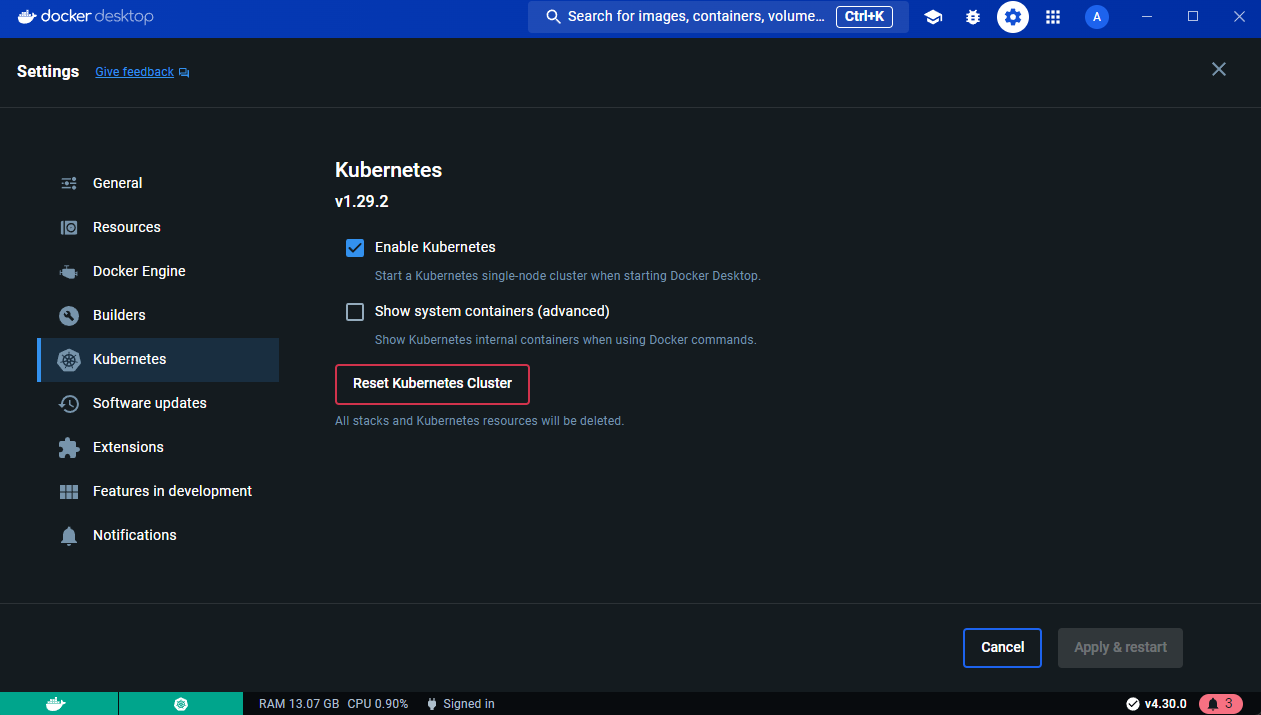 docker desktop
Search for images, containers, volume... Ctrl+K
A
Settings Give feedback
General
Resources
Docker Engine
Builders
Kubernetes
Software updates
Extensions
Features in development
Notifications
Kubernetes
v1.29.2
Enable Kubernetes
Start a Kubernetes single-node cluster when starting Docker Desktop.
Show system containers (advanced)
Show Kubernetes internal containers when using Docker commands.
Reset Kubernetes Cluster
All stacks and Kubernetes resources will be deleted.
Cancel Apply & restart
RAM 13.07 GB CPU 0.90% Signed in v4.30.0 3